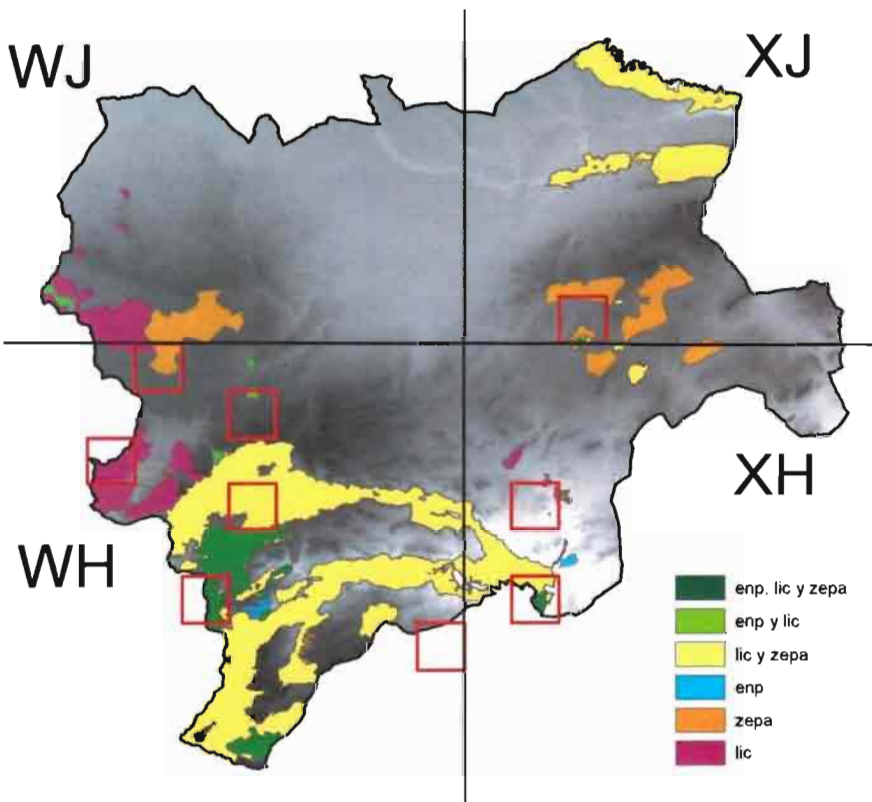 WJ
XJ
XH
WH
enp. lic y zepa
enp y lic
lic y zepa
enp
zepa
lic